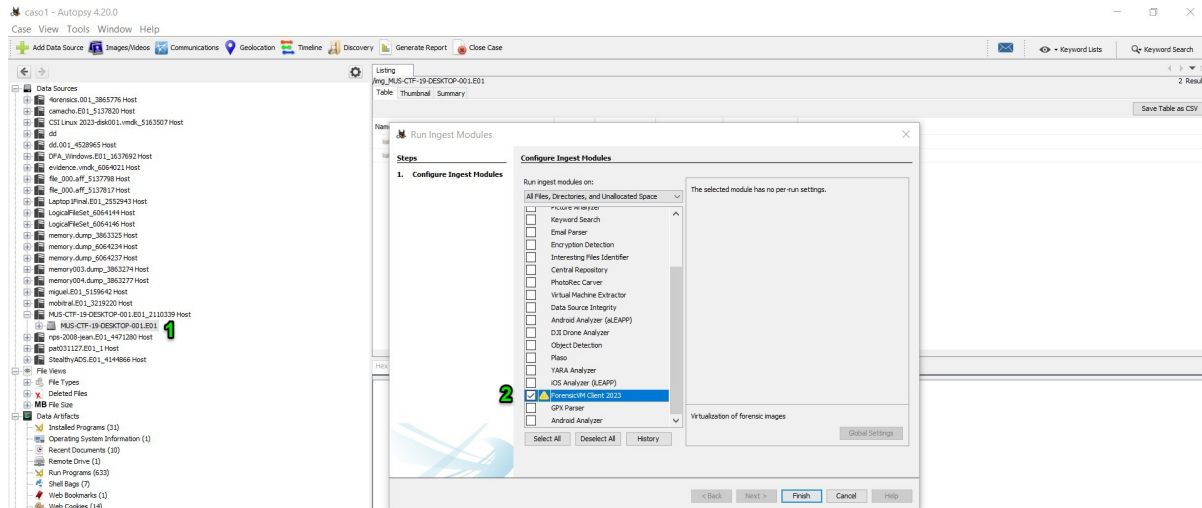 caso1 - Autopsy 4.20.0
Case View Tools Window Help
Add Data Source Images/Videos Communications Geolocation Timeline Discovery Generate Report Close Case Keyword Lists Keyword Search
Listing
/img_MUS-CTF-19-DESKTOP-001.E01
2 Resul
Table Thumbnail Summary
Save Table as CSV
Nam
Data Sources
4orensics.001_3865776 Host
camacho.E01_5137820 Host
CSI Linux 2023-disk001.vmdk_5163507 Host
dd
dd.001_4528965 Host
DFA_Windows.E01_1637692 Host
evidence.vmdk_6064021 Host
file_000.aff_5137798 Host
file_000.aff_5137817 Host
Laptop1Final.E01_2552943 Host
LogicalFileSet_6064144 Host
LogicalFileSet_6064146 Host
memory.dump_3863325 Host
memory.dump_6064234 Host
memory.dump_6064237 Host
memory003.dump_3863274 Host
memory004.dump_3863277 Host
miguel.E01_5159642 Host
mobitral.E01_3219220 Host
MUS-CTF-19-DESKTOP-001.E01_2110339 Host
MUS-CTF-19-DESKTOP-001.E01
1
nps-2008-jean.E01_4471280 Host
pat031127.E01_1 Host
StealthyADS.E01_4144866 Host
File Views
File Types
Deleted Files
MB File Size
Data Artifacts
Installed Programs (31)
Operating System Information (1)
Recent Documents (10)
Remote Drive (1)
Run Programs (633)
Shell Bags (7)
Web Bookmarks (1)
Web Cookies (14)
Hex
Run Ingest Modules
Steps
1. Configure Ingest Modules
Configure Ingest Modules
Run ingest modules on:
All Files, Directories, and Unallocated Space
Picture Analyzer
Keyword Search
Email Parser
Encryption Detection
Interesting Files Identifier
Central Repository
PhotoRec Carver
Virtual Machine Extractor
Data Source Integrity
Android Analyzer (aLEAPP)
DJI Drone Analyzer
Object Detection
Plaso
YARA Analyzer
iOS Analyzer (iLEAPP)
2
ForensicVM Client 2023
GPX Parser
Android Analyzer
Select All Deselect All History
The selected module has no per-run settings.
Virtualization of forensic images
Global Settings
< Back Next > Finish Cancel Help